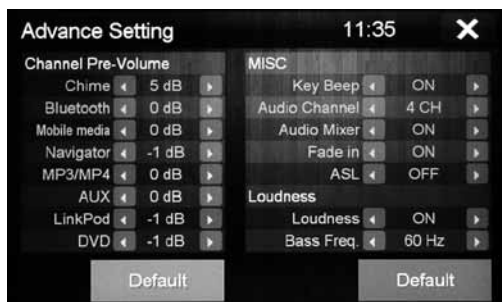 Advance Setting 11:35
Channel Pre-Volume
Chime 5 dB
Bluetooth 0 dB
Mobile media 0 dB
Navigator -1 dB
MP3/MP4 0 dB
AUX 0 dB
LinkPod -1 dB
DVD -1 dB
Default
MISC
Key Beep ON
Audio Channel 4 CH
Audio Mixer ON
Fade in ON
ASL OFF
Loudness
Loudness ON
Bass Freq. 60 Hz
Default